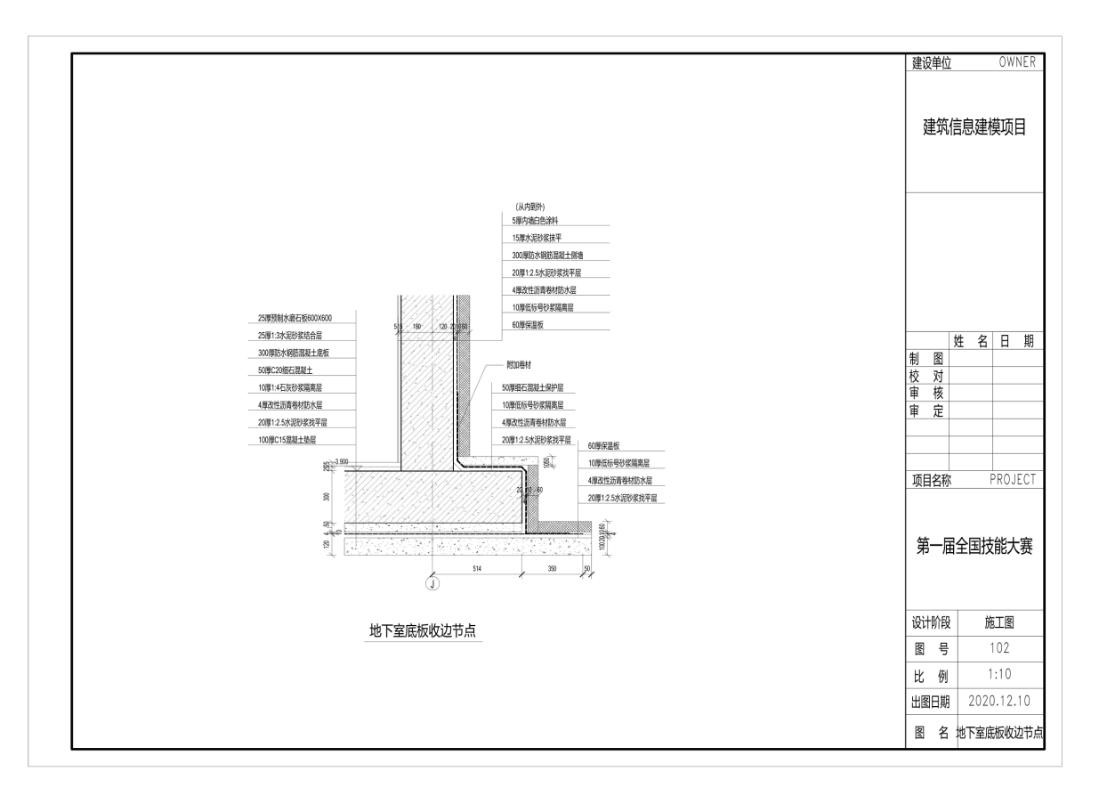 (从内到外)
5厚内墙白色涂料
15厚水泥砂浆抹平
300厚防水钢筋混凝土侧墙
20厚1:2.5水泥砂浆找平层
4厚改性沥青卷材防水层
10厚低标号砂浆隔离层
60厚保温板
25厚预制水磨石板600X600
25厚1:3水泥砂浆结合层
300厚防水钢筋混凝土底板
50厚C20细石混凝土
10厚1:4石灰砂浆隔离层
4厚改性沥青卷材防水层
20厚1:2.5水泥砂浆找平层
100厚C15混凝土垫层
180
120
附加卷材
50厚细石混凝土保护层
10厚低标号砂浆隔离层
4厚改性沥青卷材防水层
20厚1:2.5水泥砂浆找平层
60厚保温板
10厚低标号砂浆隔离层
4厚改性沥青卷材防水层
20厚1:2.5水泥砂浆找平层
-3.900
300
50
120
514
350
50
J
地下室底板收边节点
建设单位 OWNER
建筑信息建模项目
姓 名 日 期
制 图
校 对
审 核
审 定
项目名称 PROJECT
第一届全国技能大赛
设计阶段 施工图
图 号 102
比 例 1:10
出图日期 2020.12.10
图 名 地下室底板收边节点